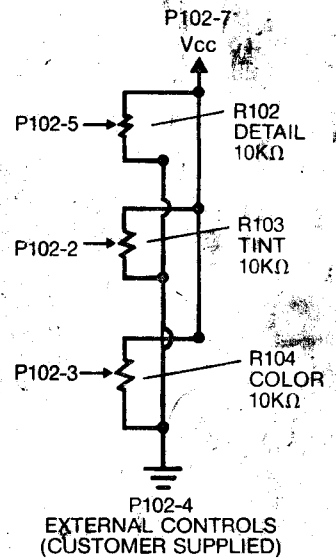 P102-7
Vcc
P102-5
R102
DETAIL
10KΩ
P102-2
R103
TINT
10KΩ
P102-3
R104
COLOR
10KΩ
P102-4
EXTERNAL CONTROLS
(CUSTOMER SUPPLIED)